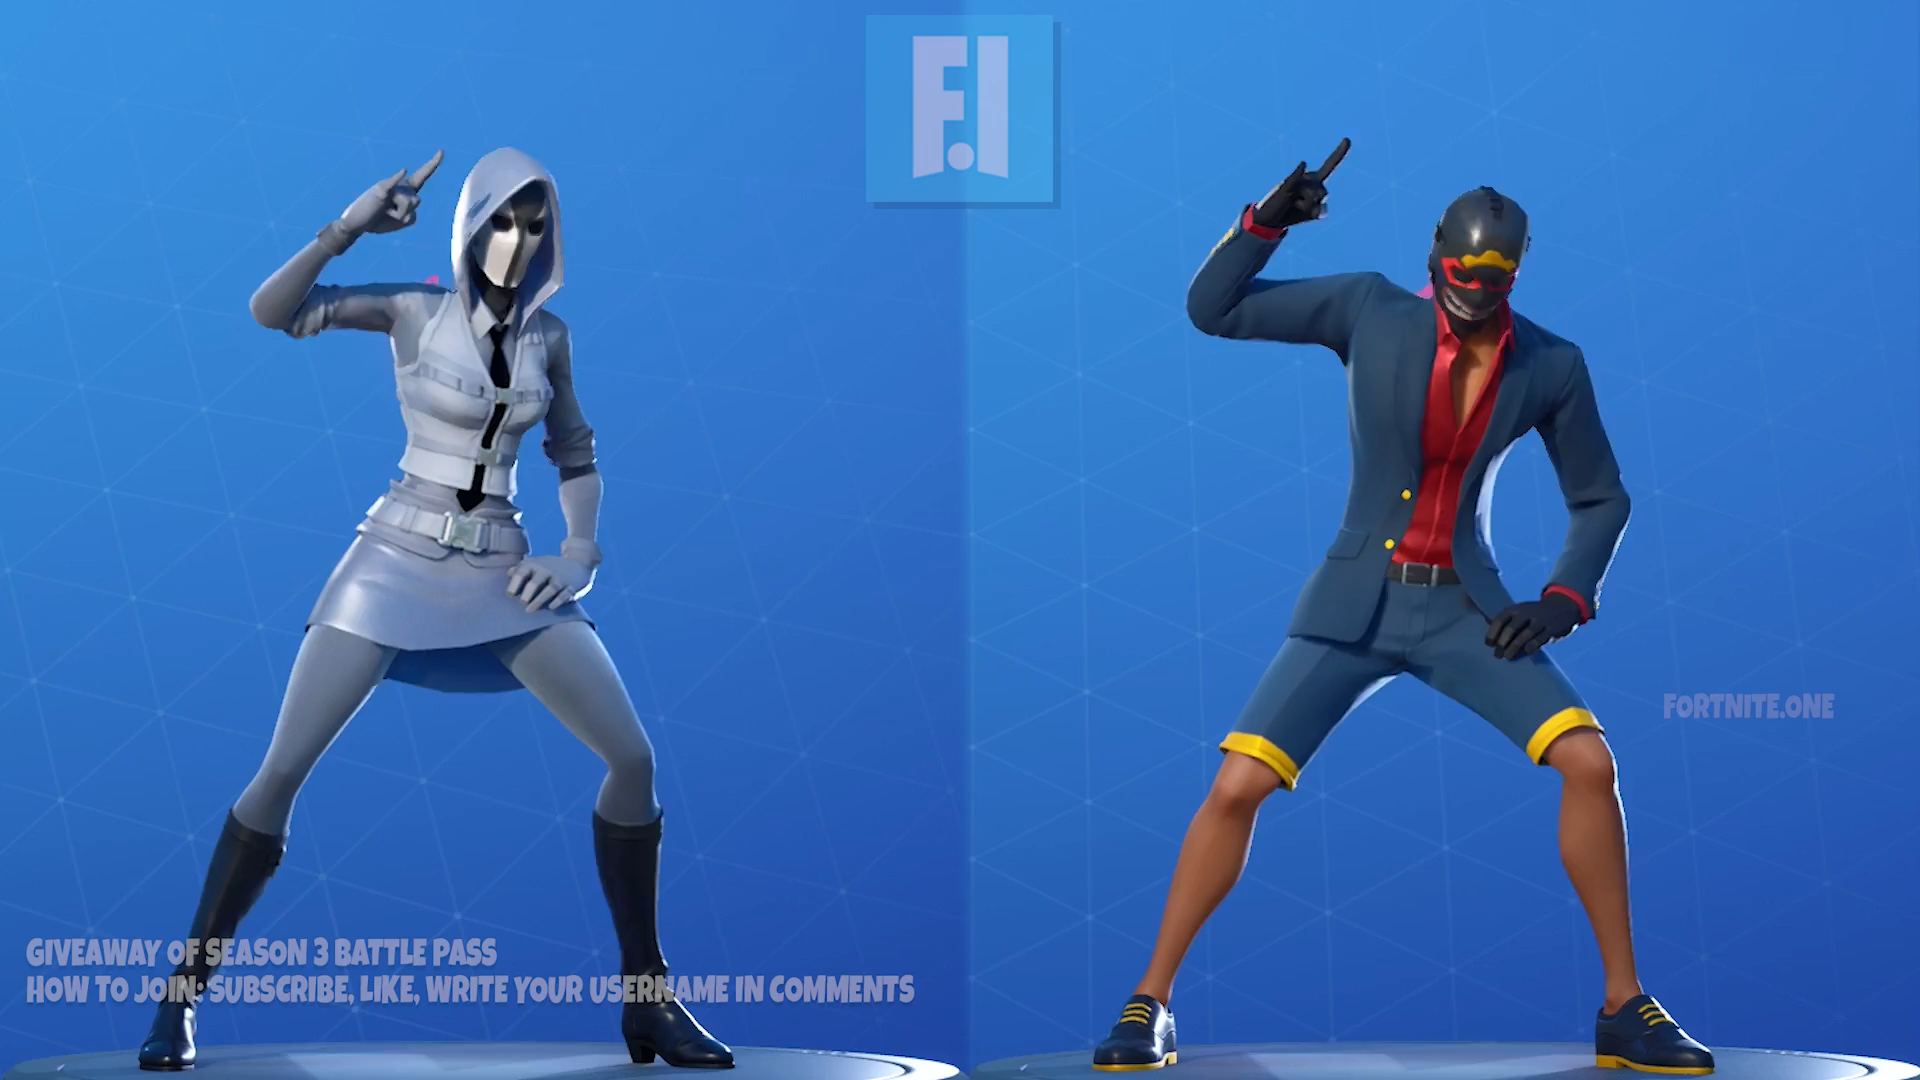 F.I
FORTNITE.ONE
GIVEAWAY OF SEASON 3 BATTLE PASS
HOW TO JOIN: SUBSCRIBE, LIKE, WRITE YOUR USERNAME IN COMMENTS